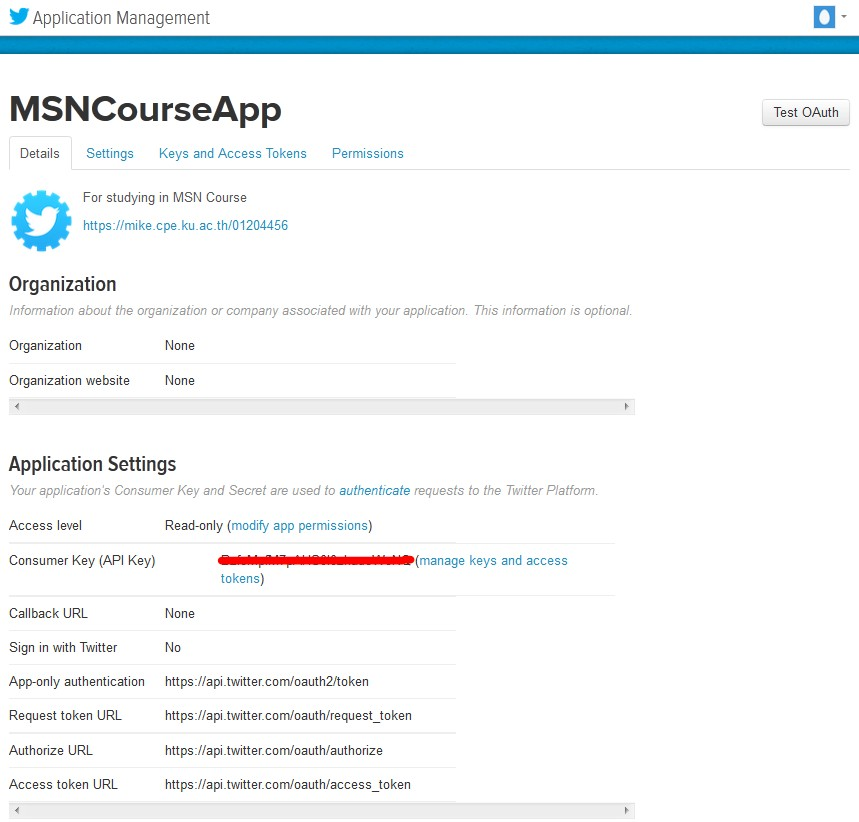 Application Management
MSNCourseApp
Test OAuth
Details Settings Keys and Access Tokens Permissions
For studying in MSN Course
https://mike.cpe.ku.ac.th/01204456
Organization
Information about the organization or company associated with your application. This information is optional.
Organization None
Organization website None
Application Settings
Your application's Consumer Key and Secret are used to authenticate requests to the Twitter Platform.
Access level Read-only (modify app permissions)
Consumer Key (API Key) (manage keys and access
tokens)
Callback URL None
Sign in with Twitter No
App-only authentication https://api.twitter.com/oauth2/token
Request token URL https://api.twitter.com/oauth/request_token
Authorize URL https://api.twitter.com/oauth/authorize
Access token URL https://api.twitter.com/oauth/access_token